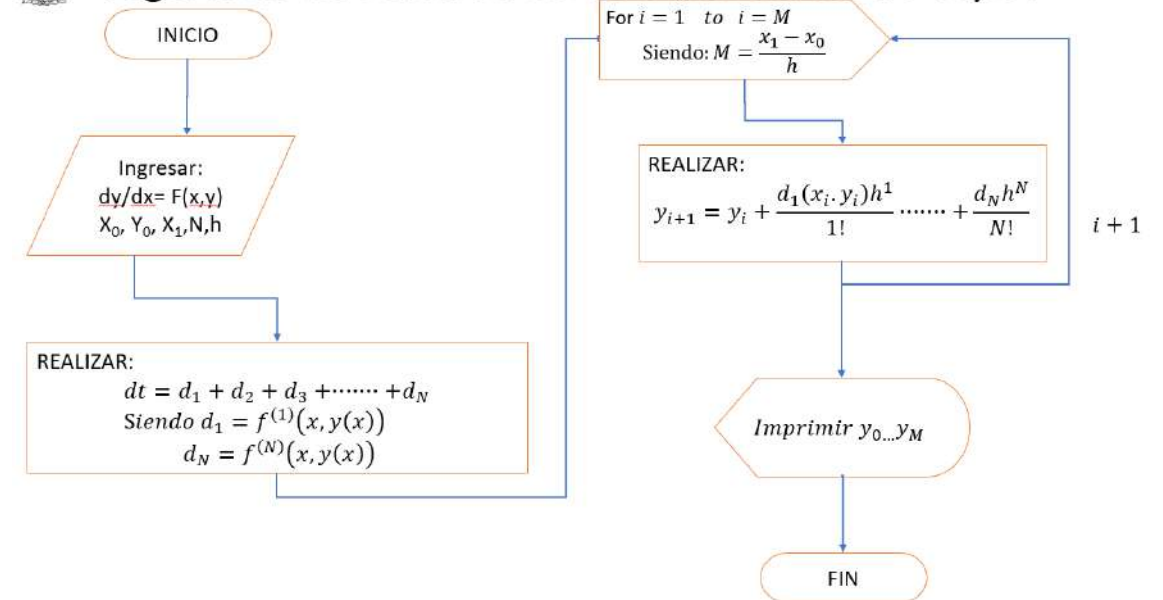 INICIO
Ingresar:
dy/dx= F(x,y)
X₀, Y₀, X₁,N,h
REALIZAR:
dt = d₁ + d₂ + d₃ +⋯⋯· +d_N
Siendo d₁ = f⁽¹⁾(x, y(x))
d_N = f⁽ᴺ⁾(x, y(x))
For i = 1 to i = M
Siendo: M = (x₁ − x₀)/h
REALIZAR:
y_{i+1} = y_i + d₁(x_i. y_i)h¹/1! ⋯⋯· + d_N h^N/N!
i + 1
Imprimir y₀...y_M
FIN